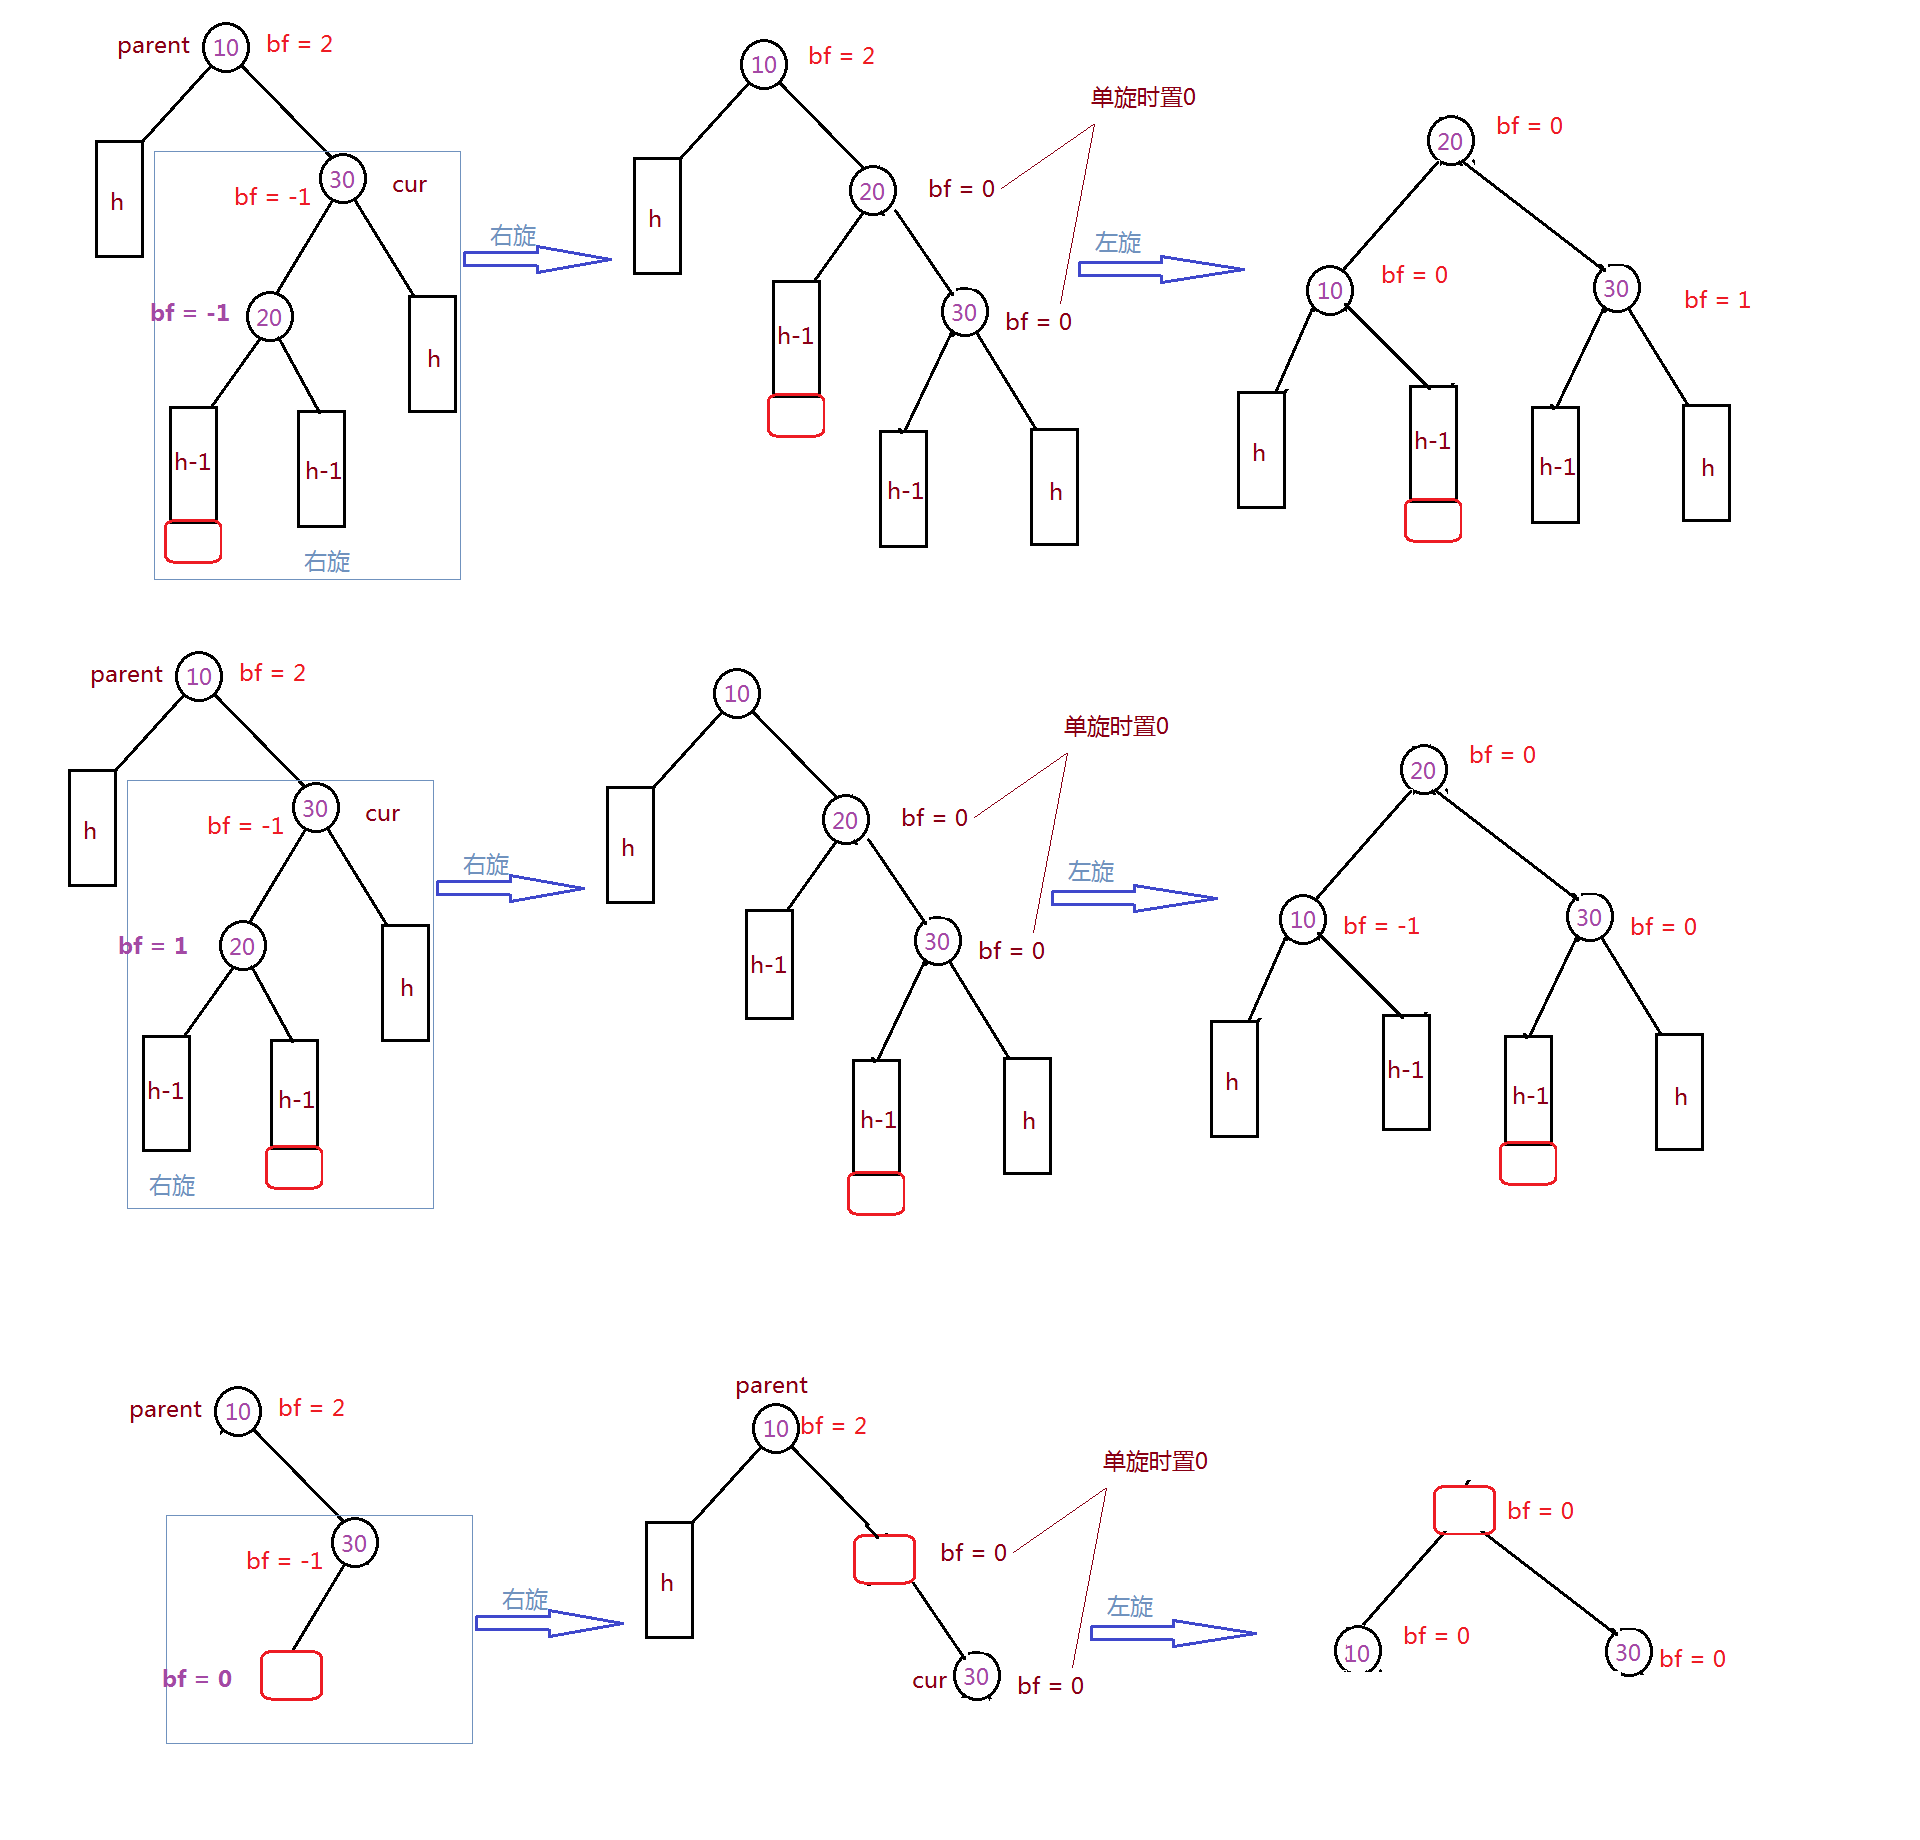 parent 10 bf = 2
h
bf = -1 30 cur
bf = -1 20
h
h-1 h-1
右旋
右旋
10 bf = 2
h
20 bf = 0
h-1
30 bf = 0
h-1 h
单旋时置0
左旋
20 bf = 0
10 bf = 0
30 bf = 1
h h-1 h-1 h
parent 10 bf = 2
h
bf = -1 30 cur
bf = 1 20
h
h-1 h-1
右旋
右旋
10
h
20 bf = 0
h-1
30 bf = 0
h-1 h
单旋时置0
左旋
20 bf = 0
10 bf = -1
30 bf = 0
h h-1 h-1 h
parent 10 bf = 2
bf = -1 30
bf = 0
右旋
parent
10 bf = 2
h
bf = 0
cur 30 bf = 0
单旋时置0
左旋
bf = 0
10 bf = 0
30 bf = 0